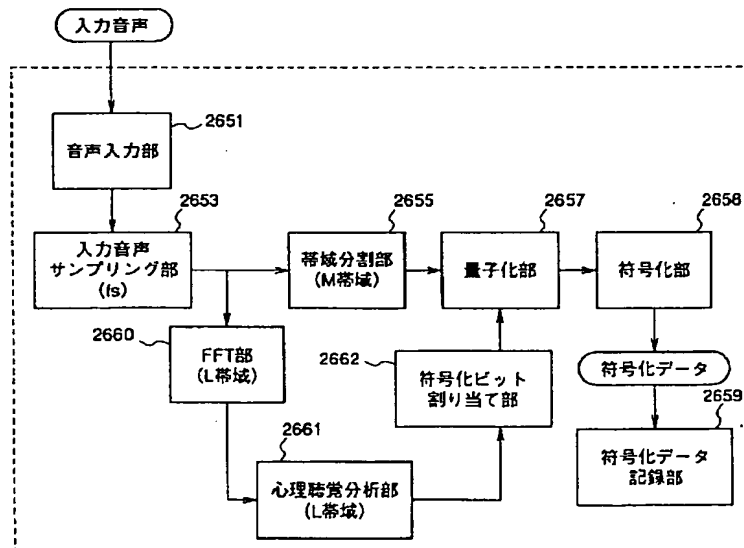 入力音声
2651
音声入力部
2653
入力音声
サンプリング部
(fs)
2655
帯域分割部
(M帯域)
2657
量子化部
2658
符号化部
2660
FFT部
(L帯域)
2662
符号化ビット
割り当て部
符号化データ
2659
符号化データ
記録部
2661
心理聴覚分析部
(L帯域)